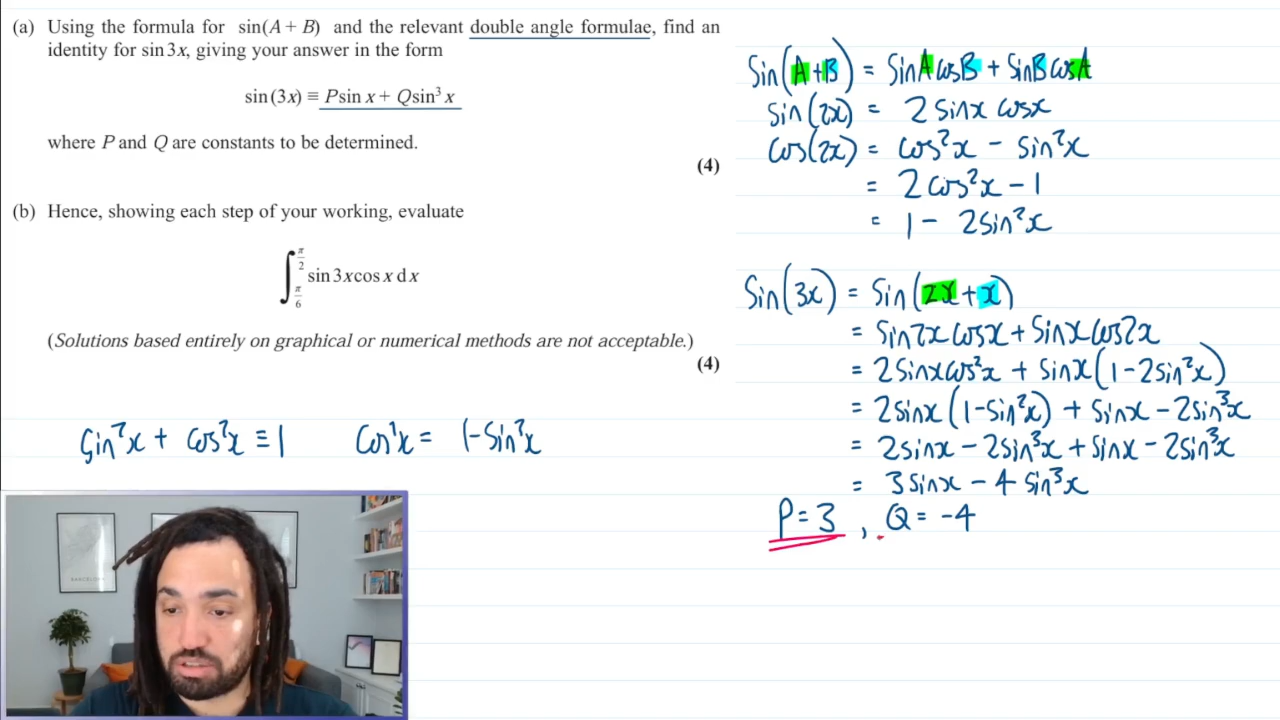 (a) Using the formula for sin(A + B) and the relevant double angle formulae, find an
identity for sin 3x, giving your answer in the form
sin(3x) ≡ Psin x + Qsin³ x
where P and Q are constants to be determined.
(4)
(b) Hence, showing each step of your working, evaluate
∫_{π/6}^{π/2} sin 3x cos x dx
(Solutions based entirely on graphical or numerical methods are not acceptable.)
(4)
sin²x + cos²x ≡ 1
cos²x = 1 - sin²x
BARCELONA
Sin(A+B) = SinA cosB + SinB cosA
sin(2x) = 2 sinx cosx
cos(2x) = cos²x - sin²x
= 2cos²x - 1
= 1 - 2sin²x
Sin(3x) = Sin(2x + x)
= sin2x cosx + sinx cos2x
= 2sinxcos²x + sinx(1-2sin²x)
= 2sinx(1-sin²x) + sinx - 2sin³x
= 2sinx - 2sin³x + sinx - 2sin³x
= 3sinx - 4sin³x
P = 3 , Q = -4